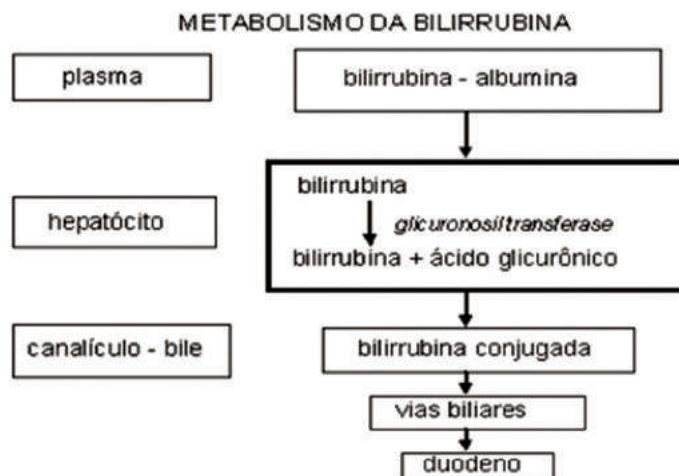 METABOLISMO DA BILIRRUBINA
plasma
bilirrubina - albumina
hepatócito
bilirrubina
glicuronosiltransferase
bilirrubina + ácido glicurônico
canalículo - bile
bilirrubina conjugada
vias biliares
duodeno